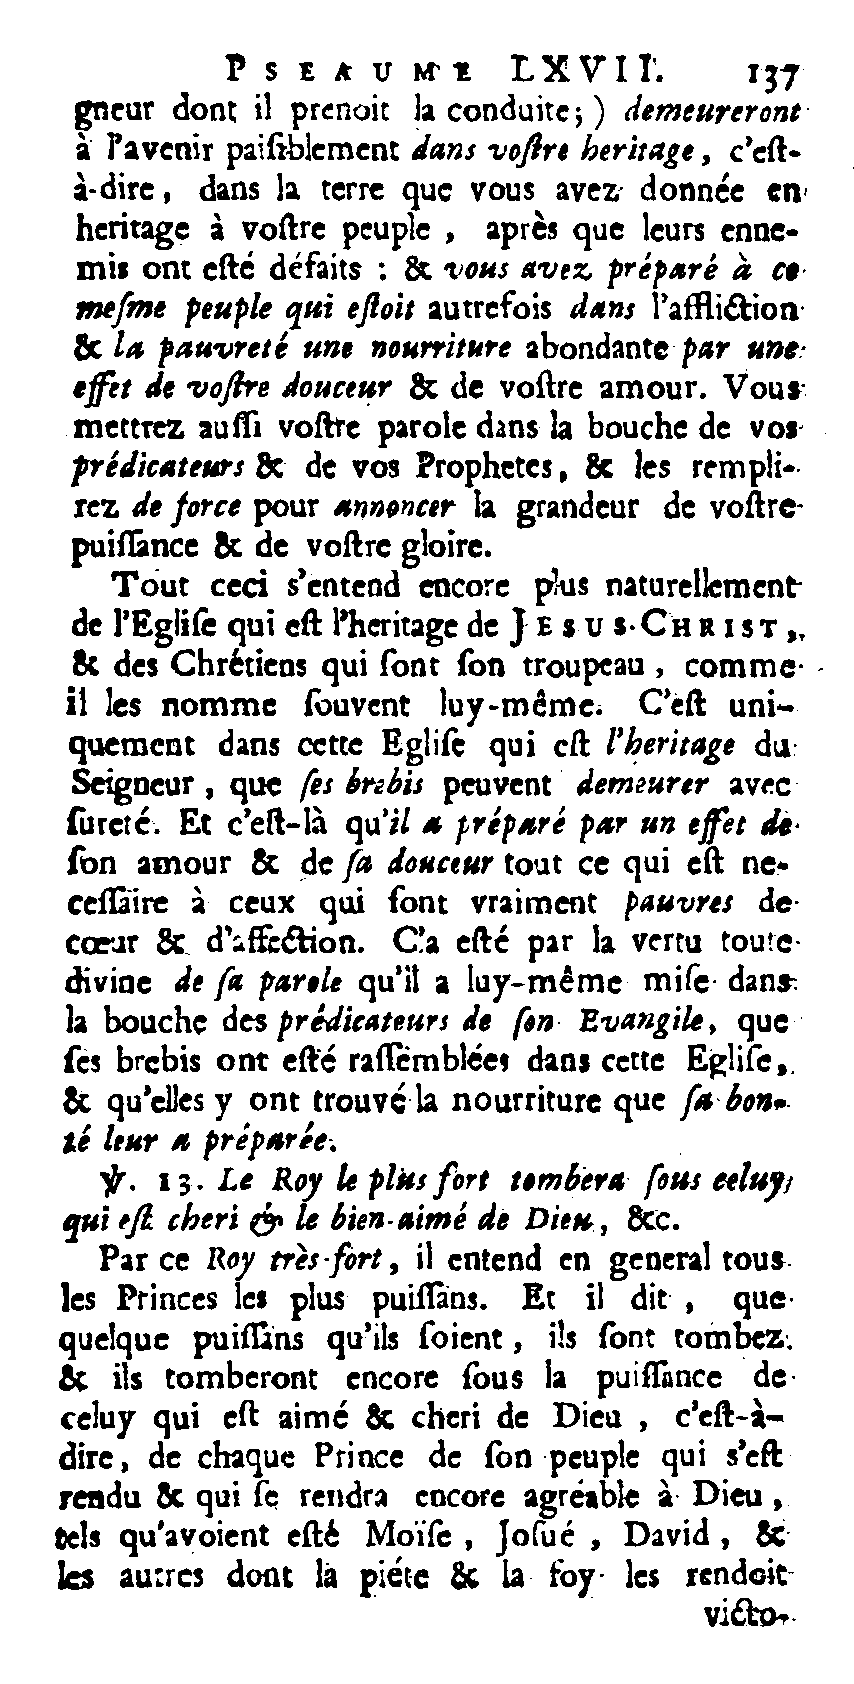 PSEAUME LXVII. 137
gneur dont il prenoit la conduite; ) demeureront
à l'avenir paiſiblement dans voſtre heritage, c'eſt-
à-dire, dans la terre que vous avez donnée en
heritage à voſtre peuple, après que leurs enne-
mis ont eſté défaits : & vous avez préparé à ce
meſme peuple qui eſtoit autrefois dans l'affliction
& la pauvreté une nourriture abondante par une
effet de voſtre douceur & de voſtre amour. Vous
mettrez auſſi voſtre parole dans la bouche de vos
prédicateurs & de vos Prophetes, & les rempli-
rez de force pour annoncer la grandeur de voſtre
puiſſance & de voſtre gloire.
Tout ceci s'entend encore plus naturellement
de l'Egliſe qui eſt l'heritage de JESUS-CHRIST,
& des Chrétiens qui ſont ſon troupeau, comme
il les nomme ſouvent luy-même. C'eſt uni-
quement dans cette Egliſe qui eſt l'heritage du
Seigneur, que ſes brebis peuvent demeurer avec
ſureté. Et c'eſt-là qu'il a préparé par un effet de
ſon amour & de ſa douceur tout ce qui eſt ne-
ceſſaire à ceux qui ſont vraiment pauvres de
cœur & d'affection. C'a eſté par la vertu toute
divine de ſa parole qu'il a luy-même miſe dans
la bouche des prédicateurs de ſon Evangile, que
ſes brebis ont eſté raſſemblées dans cette Egliſe,
& qu'elles y ont trouvé la nourriture que ſa bon-
té leur a préparée.
℣. 13. Le Roy le plus fort tombera ſous celuy
qui eſt cheri & le bien-aimé de Dieu, &c.
Par ce Roy très-fort, il entend en general tous
les Princes les plus puiſſans. Et il dit, que
quelque puiſſans qu'ils ſoient, ils ſont tombez
& ils tomberont encore ſous la puiſſance de
celuy qui eſt aimé & cheri de Dieu, c'eſt-à-
dire, de chaque Prince de ſon peuple qui s'eſt
rendu & qui ſe rendra encore agréable à Dieu,
tels qu'avoient eſté Moïſe, Joſué, David, &
les autres dont la piéte & la foy les rendoit
victo-